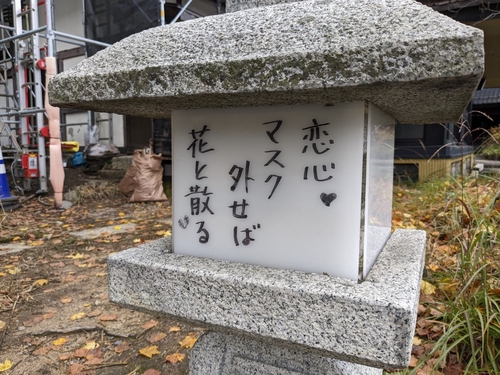 恋心♥
マスク
外せば
花と散る